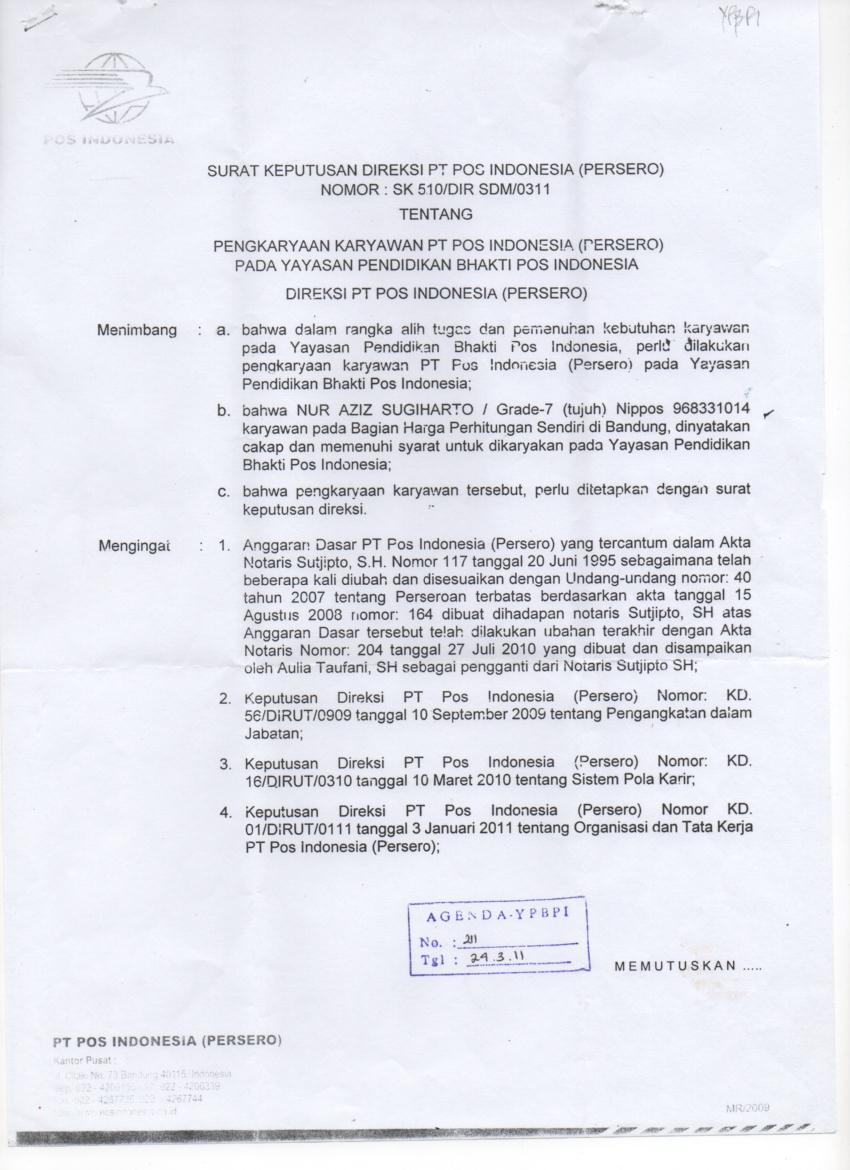 YPBPI
POS INDONESIA
SURAT KEPUTUSAN DIREKSI PT POS INDONESIA (PERSERO)
NOMOR : SK 510/DIR SDM/0311
TENTANG
PENGKARYAAN KARYAWAN PT POS INDONESIA (PERSERO)
PADA YAYASAN PENDIDIKAN BHAKTI POS INDONESIA
DIREKSI PT POS INDONESIA (PERSERO)
Menimbang : a. bahwa dalam rangka alih tugas dan pemenuhan kebutuhan karyawan
pada Yayasan Pendidikan Bhakti Pos Indonesia, perlu dilakukan
pengkaryaan karyawan PT Pos Indonesia (Persero) pada Yayasan
Pendidikan Bhakti Pos Indonesia;
b. bahwa NUR AZIZ SUGIHARTO / Grade-7 (tujuh) Nippos 968331014
karyawan pada Bagian Harga Perhitungan Sendiri di Bandung, dinyatakan
cakap dan memenuhi syarat untuk dikaryakan pada Yayasan Pendidikan
Bhakti Pos Indonesia;
c. bahwa pengkaryaan karyawan tersebut, perlu ditetapkan dengan surat
keputusan direksi.
Mengingat : 1. Anggaran Dasar PT Pos Indonesia (Persero) yang tercantum dalam Akta
Notaris Sutjipto, S.H. Nomor 117 tanggal 20 Juni 1995 sebagaimana telah
beberapa kali diubah dan disesuaikan dengan Undang-undang nomor: 40
tahun 2007 tentang Perseroan terbatas berdasarkan akta tanggal 15
Agustus 2008 nomor: 164 dibuat dihadapan notaris Sutjipto, SH atas
Anggaran Dasar tersebut telah dilakukan ubahan terakhir dengan Akta
Notaris Nomor: 204 tanggal 27 Juli 2010 yang dibuat dan disampaikan
oleh Aulia Taufani, SH sebagai pengganti dari Notaris Sutjipto SH;
2. Keputusan Direksi PT Pos Indonesia (Persero) Nomor: KD.
56/DIRUT/0909 tanggal 10 September 2009 tentang Pengangkatan dalam
Jabatan;
3. Keputusan Direksi PT Pos Indonesia (Persero) Nomor: KD.
16/DIRUT/0310 tanggal 10 Maret 2010 tentang Sistem Pola Karir;
4. Keputusan Direksi PT Pos Indonesia (Persero) Nomor KD.
01/DIRUT/0111 tanggal 3 Januari 2011 tentang Organisasi dan Tata Kerja
PT Pos Indonesia (Persero);
AGENDA-YPBPI
No. : 211
Tgl : 24.3.11
MEMUTUSKAN .....
PT POS INDONESIA (PERSERO)
Kantor Pusat :
No. 73 Bandung 40115, Indonesia
022 - 4206339
4267744
MR/2009